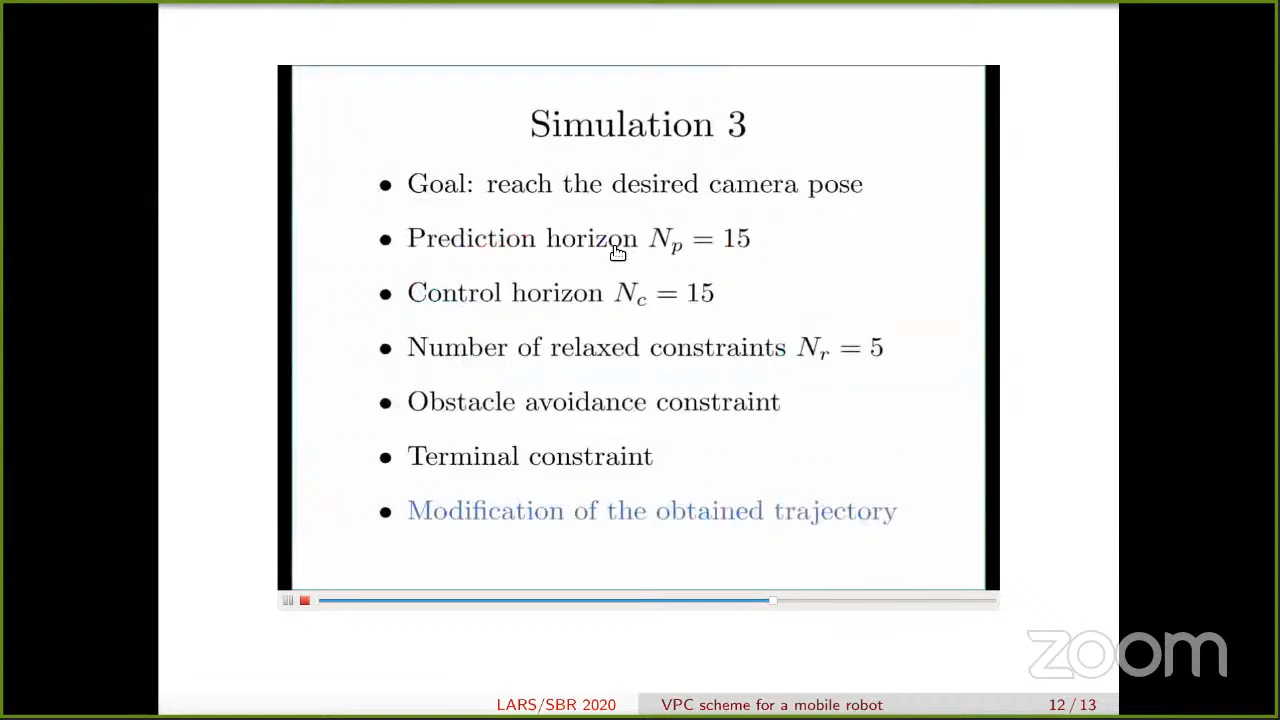 Simulation 3
• Goal: reach the desired camera pose
• Prediction horizon Nₚ = 15
• Control horizon N_c = 15
• Number of relaxed constraints Nᵣ = 5
• Obstacle avoidance constraint
• Terminal constraint
• Modification of the obtained trajectory
zoom
LARS/SBR 2020 VPC scheme for a mobile robot 12 / 13